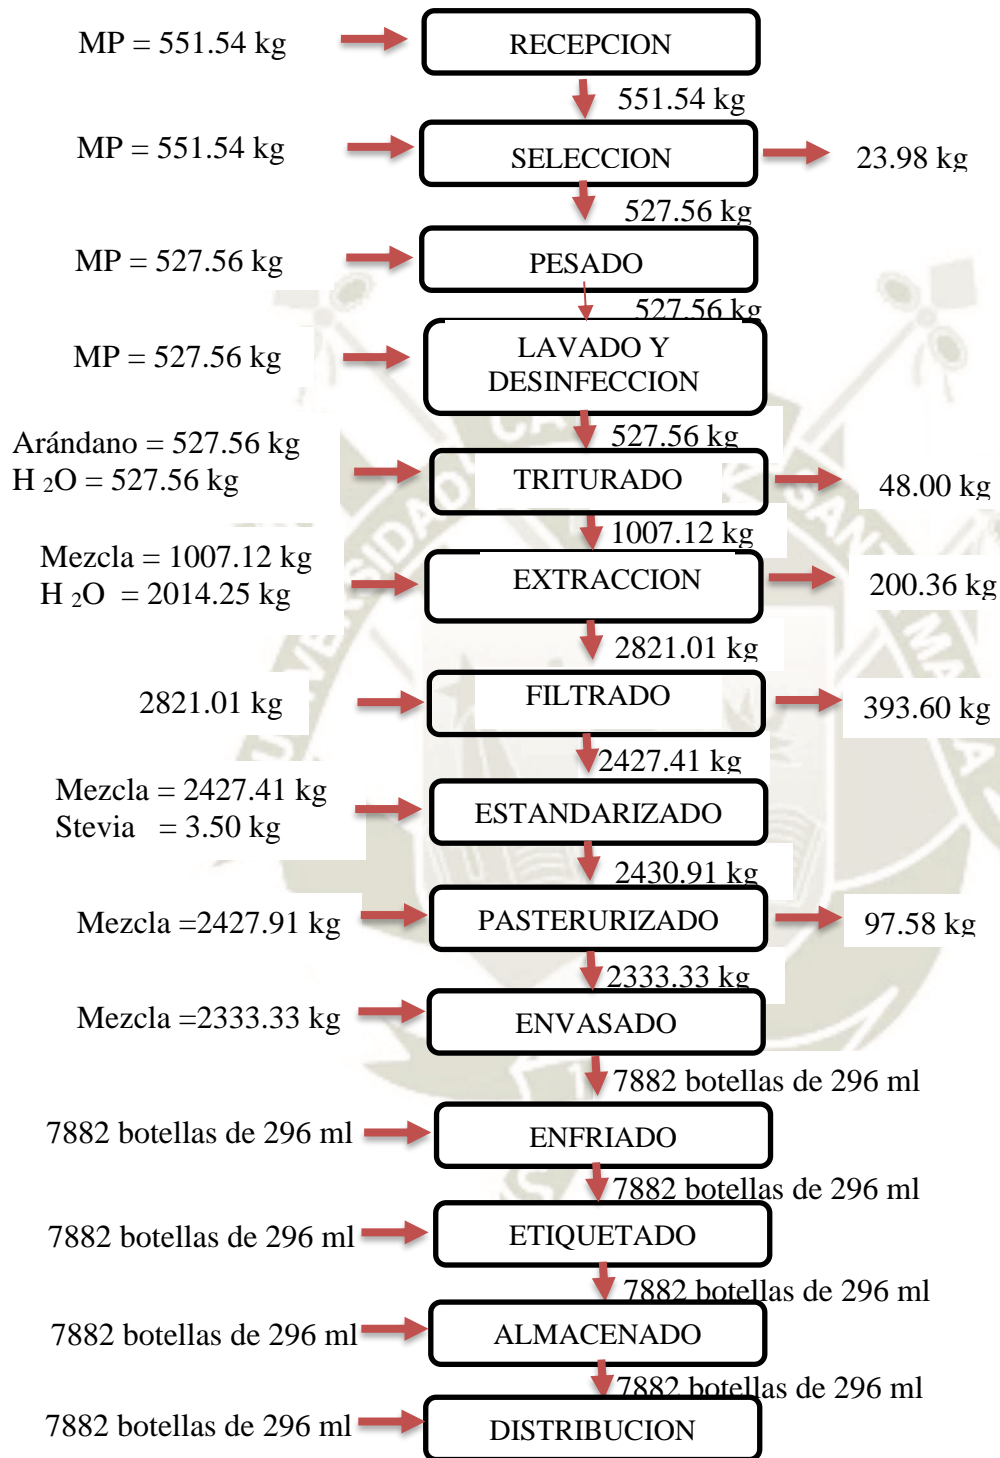 MP = 551.54 kg
RECEPCION
551.54 kg
MP = 551.54 kg
SELECCION
23.98 kg
527.56 kg
MP = 527.56 kg
PESADO
527.56 kg
MP = 527.56 kg
LAVADO Y
DESINFECCION
527.56 kg
Arándano = 527.56 kg
H ₂O = 527.56 kg
TRITURADO
48.00 kg
1007.12 kg
Mezcla = 1007.12 kg
H ₂O = 2014.25 kg
EXTRACCION
200.36 kg
2821.01 kg
2821.01 kg
FILTRADO
393.60 kg
2427.41 kg
Mezcla = 2427.41 kg
Stevia = 3.50 kg
ESTANDARIZADO
2430.91 kg
Mezcla =2427.91 kg
PASTERURIZADO
97.58 kg
2333.33 kg
Mezcla =2333.33 kg
ENVASADO
7882 botellas de 296 ml
7882 botellas de 296 ml
ENFRIADO
7882 botellas de 296 ml
7882 botellas de 296 ml
ETIQUETADO
7882 botellas de 296 ml
7882 botellas de 296 ml
ALMACENADO
7882 botellas de 296 ml
7882 botellas de 296 ml
DISTRIBUCION